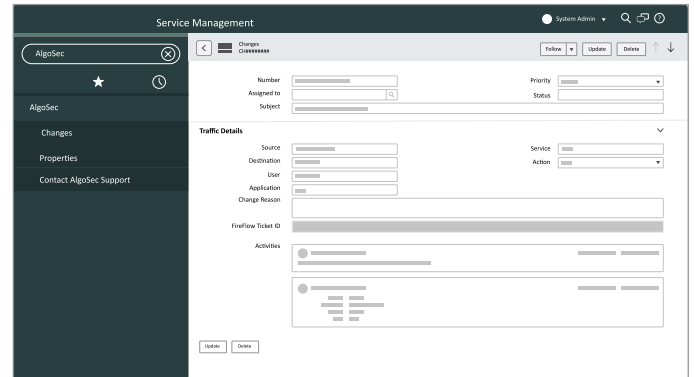 Service Management
System Admin
AlgoSec
Changes
CH########
Follow
Update
Delete
Number
Priority
Assigned to
Status
Subject
AlgoSec
Changes
Properties
Contact AlgoSec Support
Traffic Details
Source
Service
Destination
Action
User
Application
Change Reason
FireFlow Ticket ID
Activities
Update
Delete